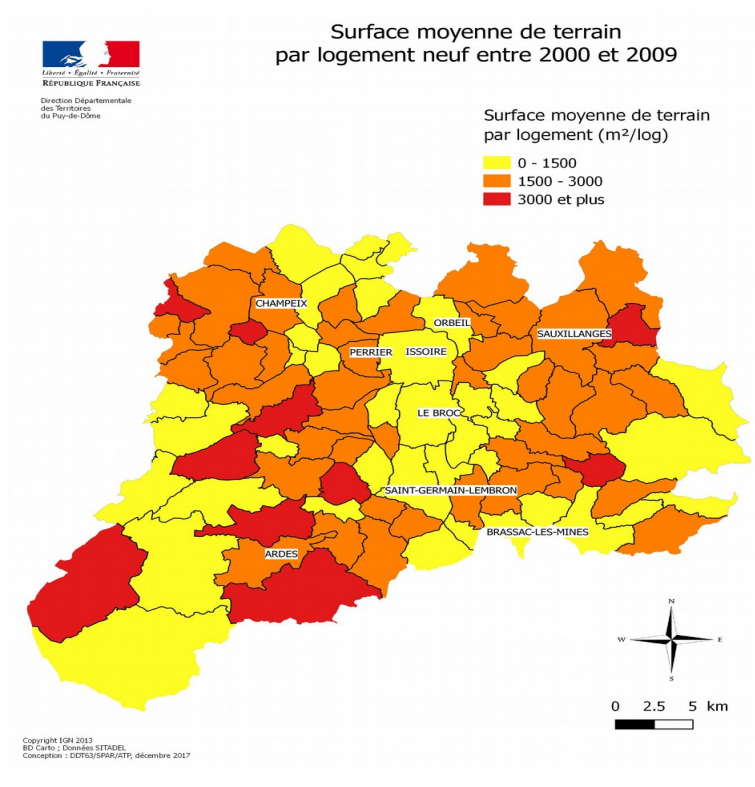 Surface moyenne de terrain
par logement neuf entre 2000 et 2009
Liberté • Égalité • Fraternité
RÉPUBLIQUE FRANÇAISE
Direction Départementale
des Territoires
du Puy-de-Dôme
Surface moyenne de terrain
par logement (m²/log)
0 - 1500
1500 - 3000
3000 et plus
CHAMPEIX
ORBEIL
SAUXILLANGES
PERRIER
ISSOIRE
LE BROC
SAINT-GERMAIN-LEMBRON
BRASSAC-LES-MINES
ARDES
N
W
E
S
0 2.5 5 km
Copyright IGN 2013
BD Carto ; Données SITADEL
Conception : DDT63/SPAR/ATP, décembre 2017